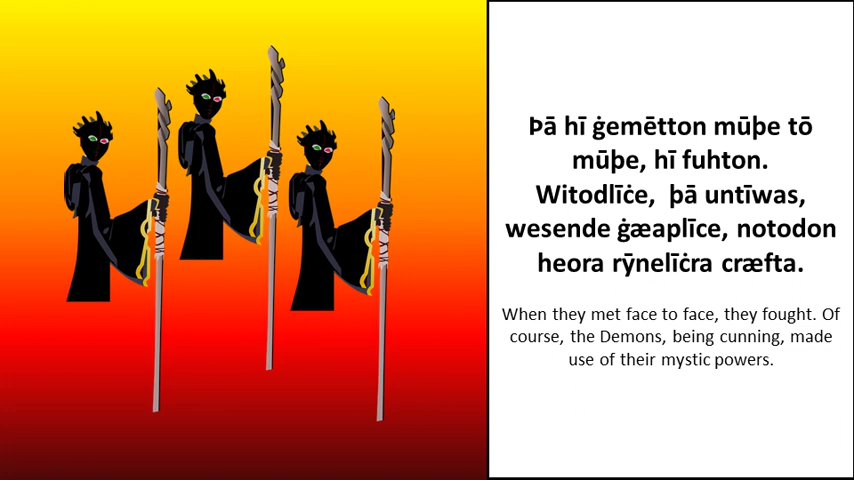 Þā hī ġemētton mūþe tō
mūþe, hī fuhton.
Witodlīċe, þā untīwas,
wesende ġæaplīce, notodon
heora rȳnelīċra cræfta.
When they met face to face, they fought. Of
course, the Demons, being cunning, made
use of their mystic powers.